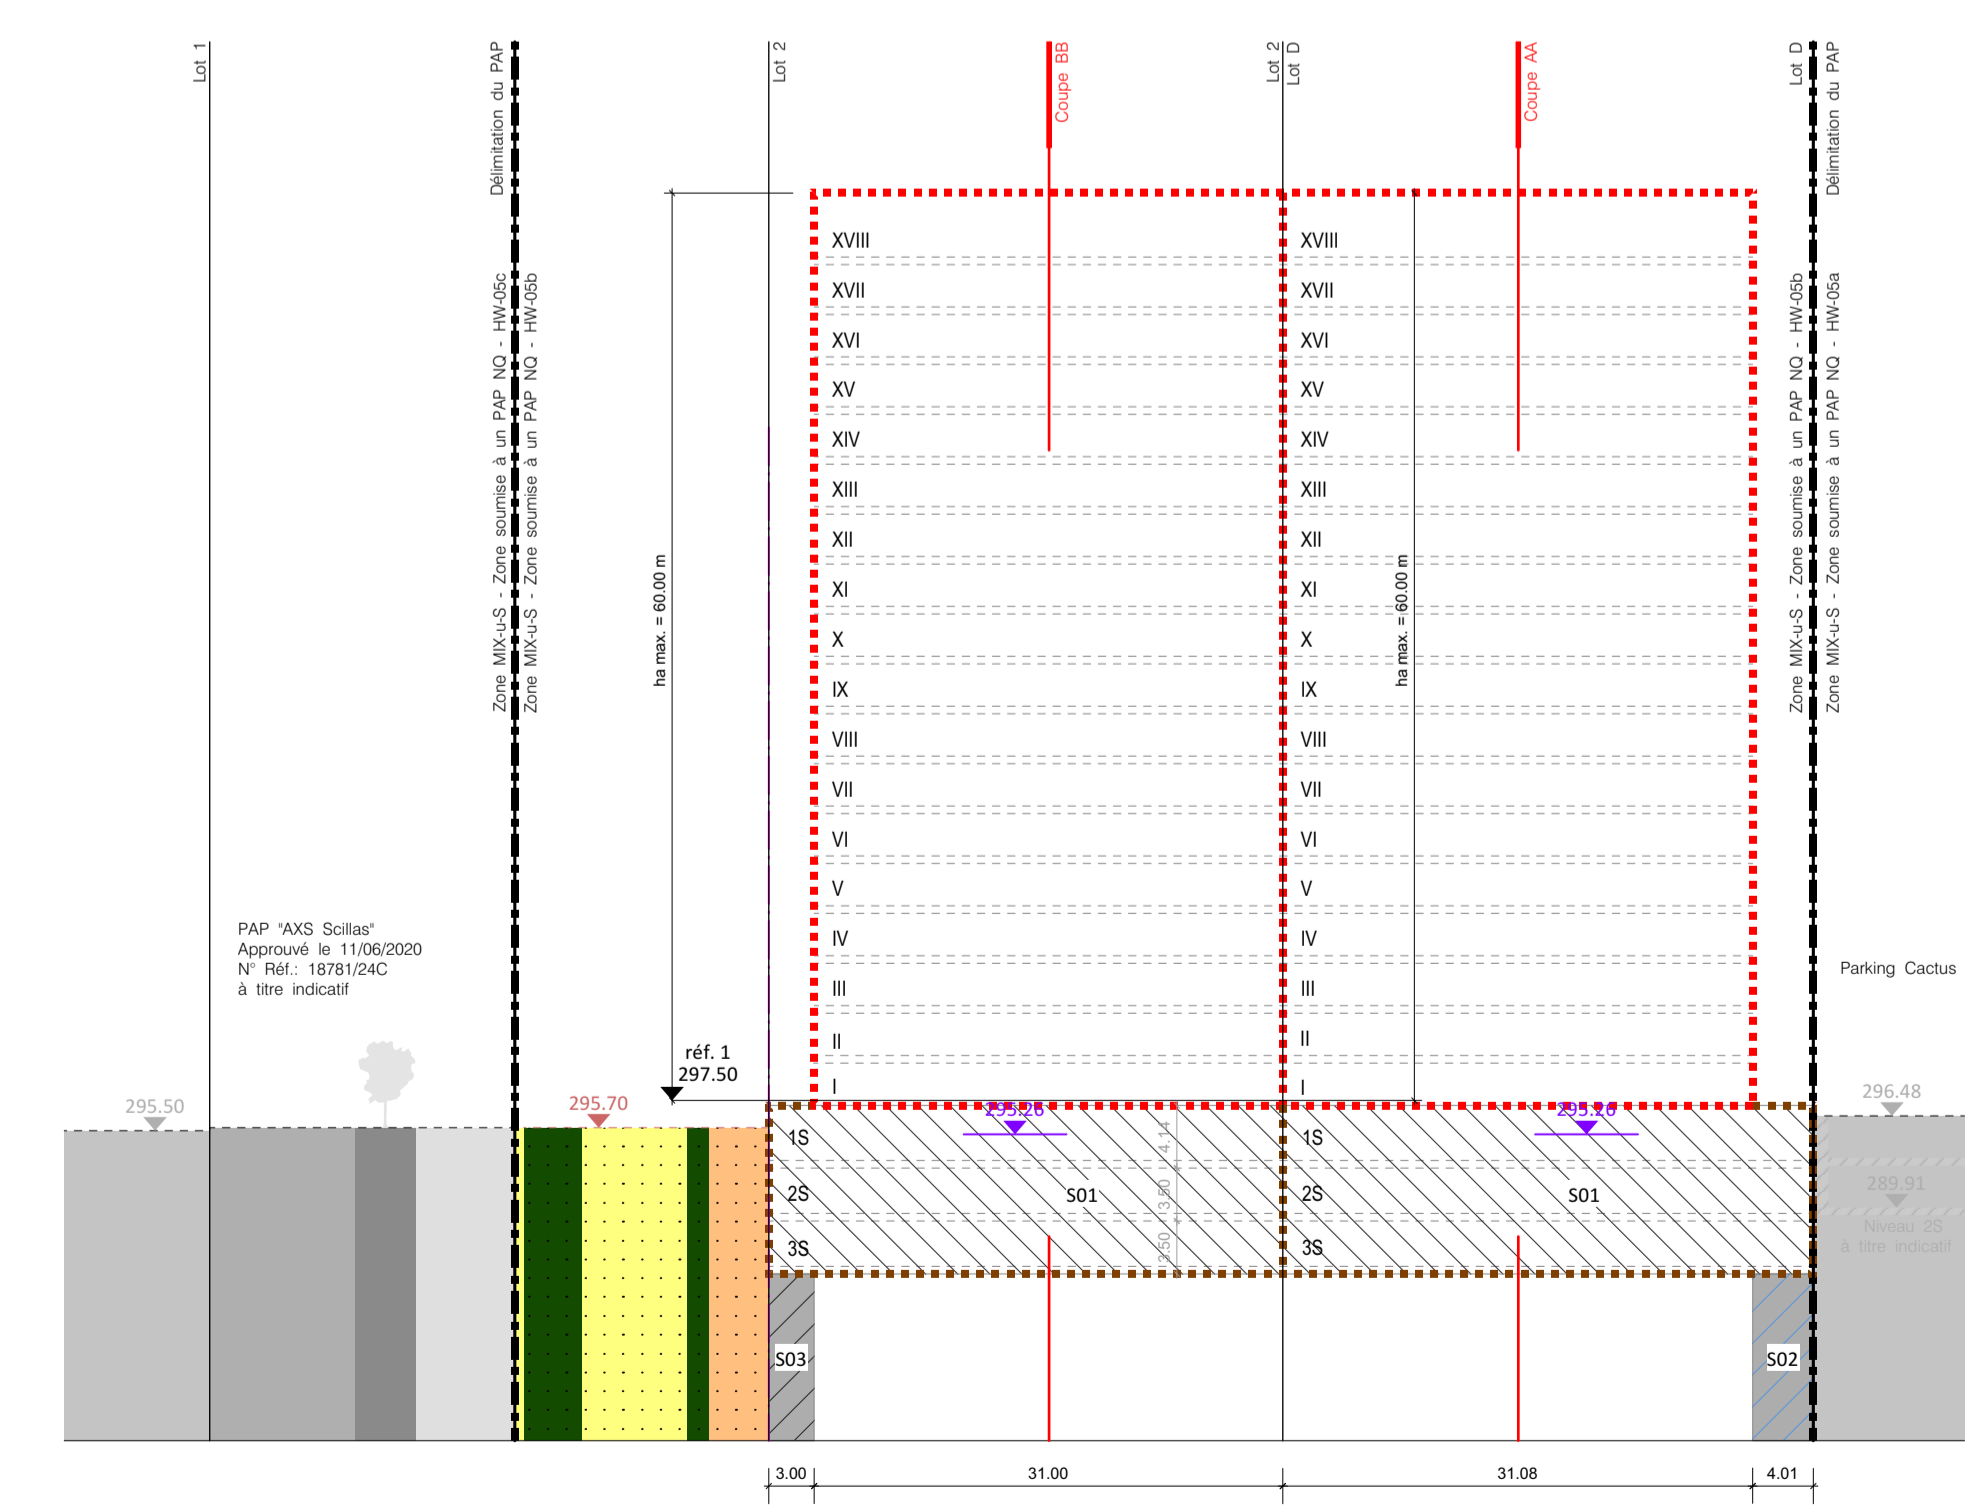 Lot 1
Délimitation du PAP
Lot 2
Coupe BB
Lot 2
Lot D
Coupe AA
Lot D
Délimitation du PAP
Zone MIX-u-S - Zone soumise à un PAP NQ - HW-05c
Zone MIX-u-S - Zone soumise à un PAP NQ - HW-05b
Zone MIX-u-S - Zone soumise à un PAP NQ - HW-05b
Zone MIX-u-S - Zone soumise à un PAP NQ - HW-05a
XVIII XVIII
XVII XVII
XVI XVI
XV XV
XIV XIV
XIII XIII
XII XII
XI XI
X X
IX IX
VIII VIII
VII VII
VI VI
V V
IV IV
III III
II II
I I
ha max. = 60.00 m
ha max. = 60.00 m
PAP "AXS Scillas"
Approuvé le 11/06/2020
N° Réf.: 18781/24C
à titre indicatif
Parking Cactus
réf. 1
297.50
295.50
295.70
295.26
295.26
296.48
1S 1S
2S 2S
3S 3S
S01
S01
4.14
3.50
3.50
289.91
Niveau 2S
à titre indicatif
S03
S02
3.00 31.00 31.08 4.01